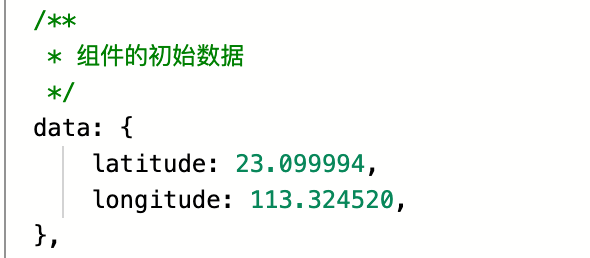 /**
 * 组件的初始数据
 */
data: {
    latitude: 23.099994,
    longitude: 113.324520,
},